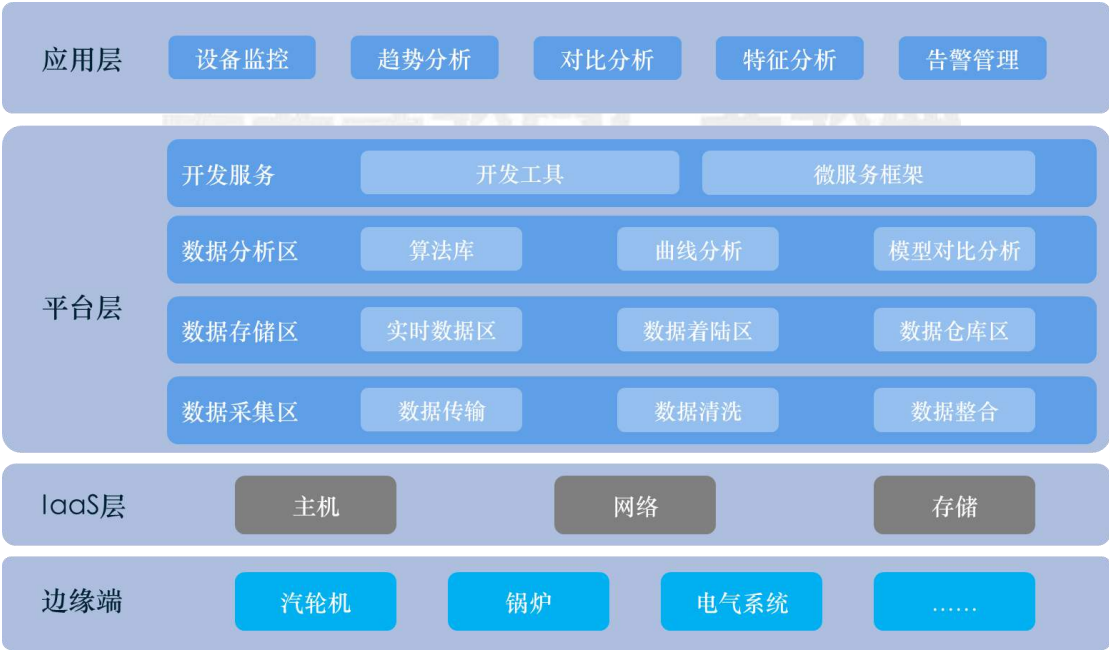 应用层 设备监控 趋势分析 对比分析 特征分析 告警管理
开发服务 开发工具 微服务框架
数据分析区 算法库 曲线分析 模型对比分析
平台层
数据存储区 实时数据区 数据着陆区 数据仓库区
数据采集区 数据传输 数据清洗 数据整合
IaaS层 主机 网络 存储
边缘端 汽轮机 锅炉 电气系统 ……